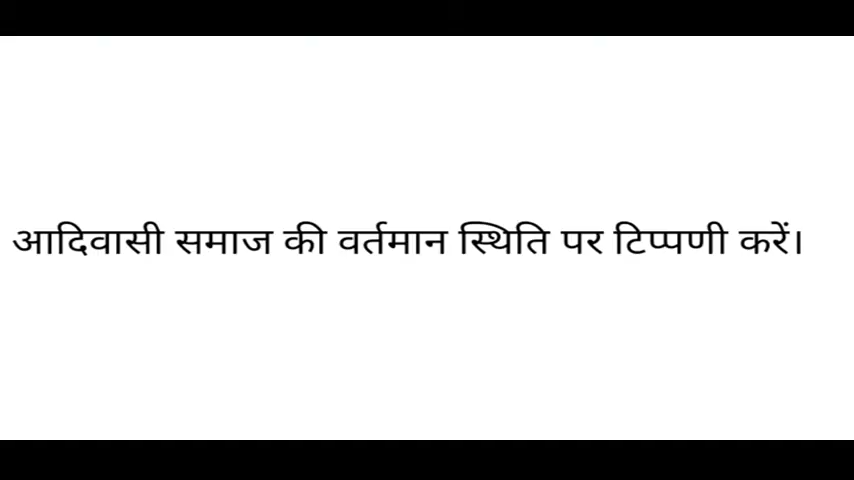 आदिवासी समाज की वर्तमान स्थिति पर टिप्पणी करें।